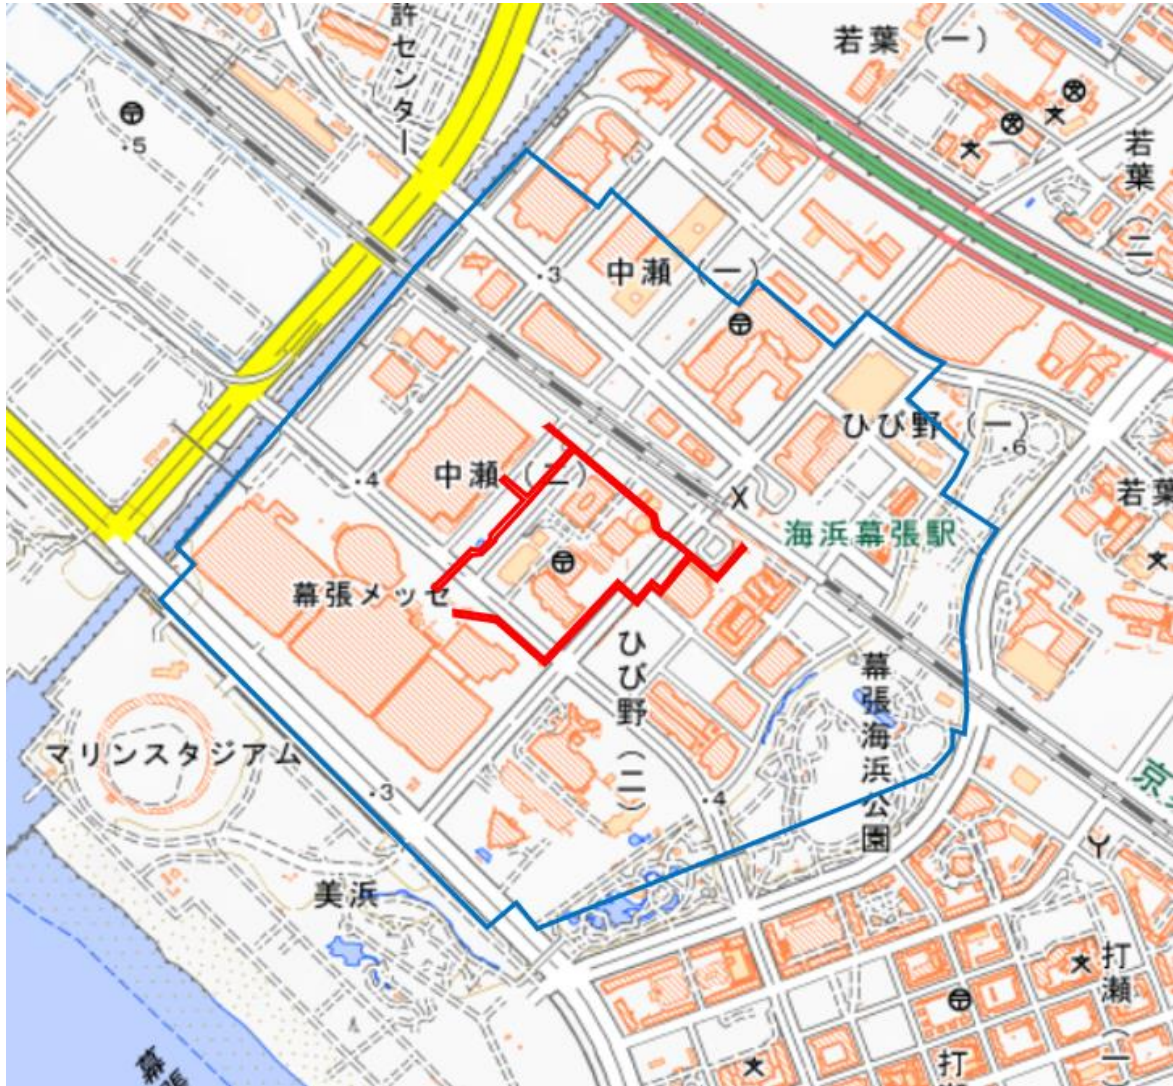 許センター
若葉(一)
若葉(二)
5
3
中瀬(一)
ひび野(一)
6
若葉
中瀬(二)
4
海浜幕張駅
幕張メッセ
ひび野(二)
幕張海浜公園
マリンスタジアム
3
4
京
美浜
打瀬(一)
打
幕張